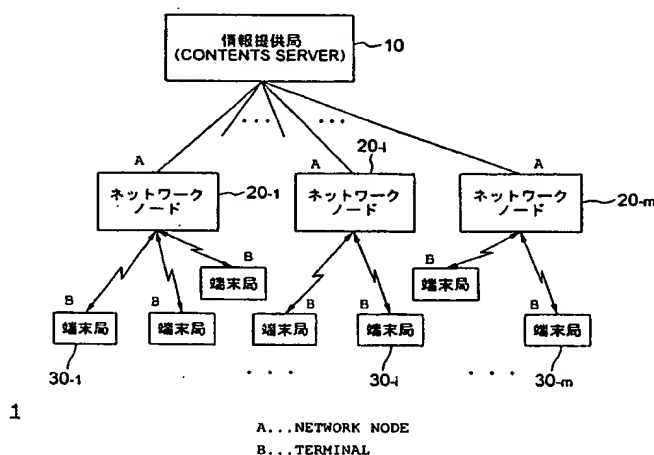 情報提供局
(CONTENTS SERVER)
10
... ...
A A A
20-1 20-i 20-m
ネットワーク
ノード
ネットワーク
ノード
ネットワーク
ノード
B B B
端末局 端末局
B B B B B
端末局 端末局 端末局 端末局 端末局
30-1 ... 30-i ... 30-m
1
A...NETWORK NODE
B...TERMINAL